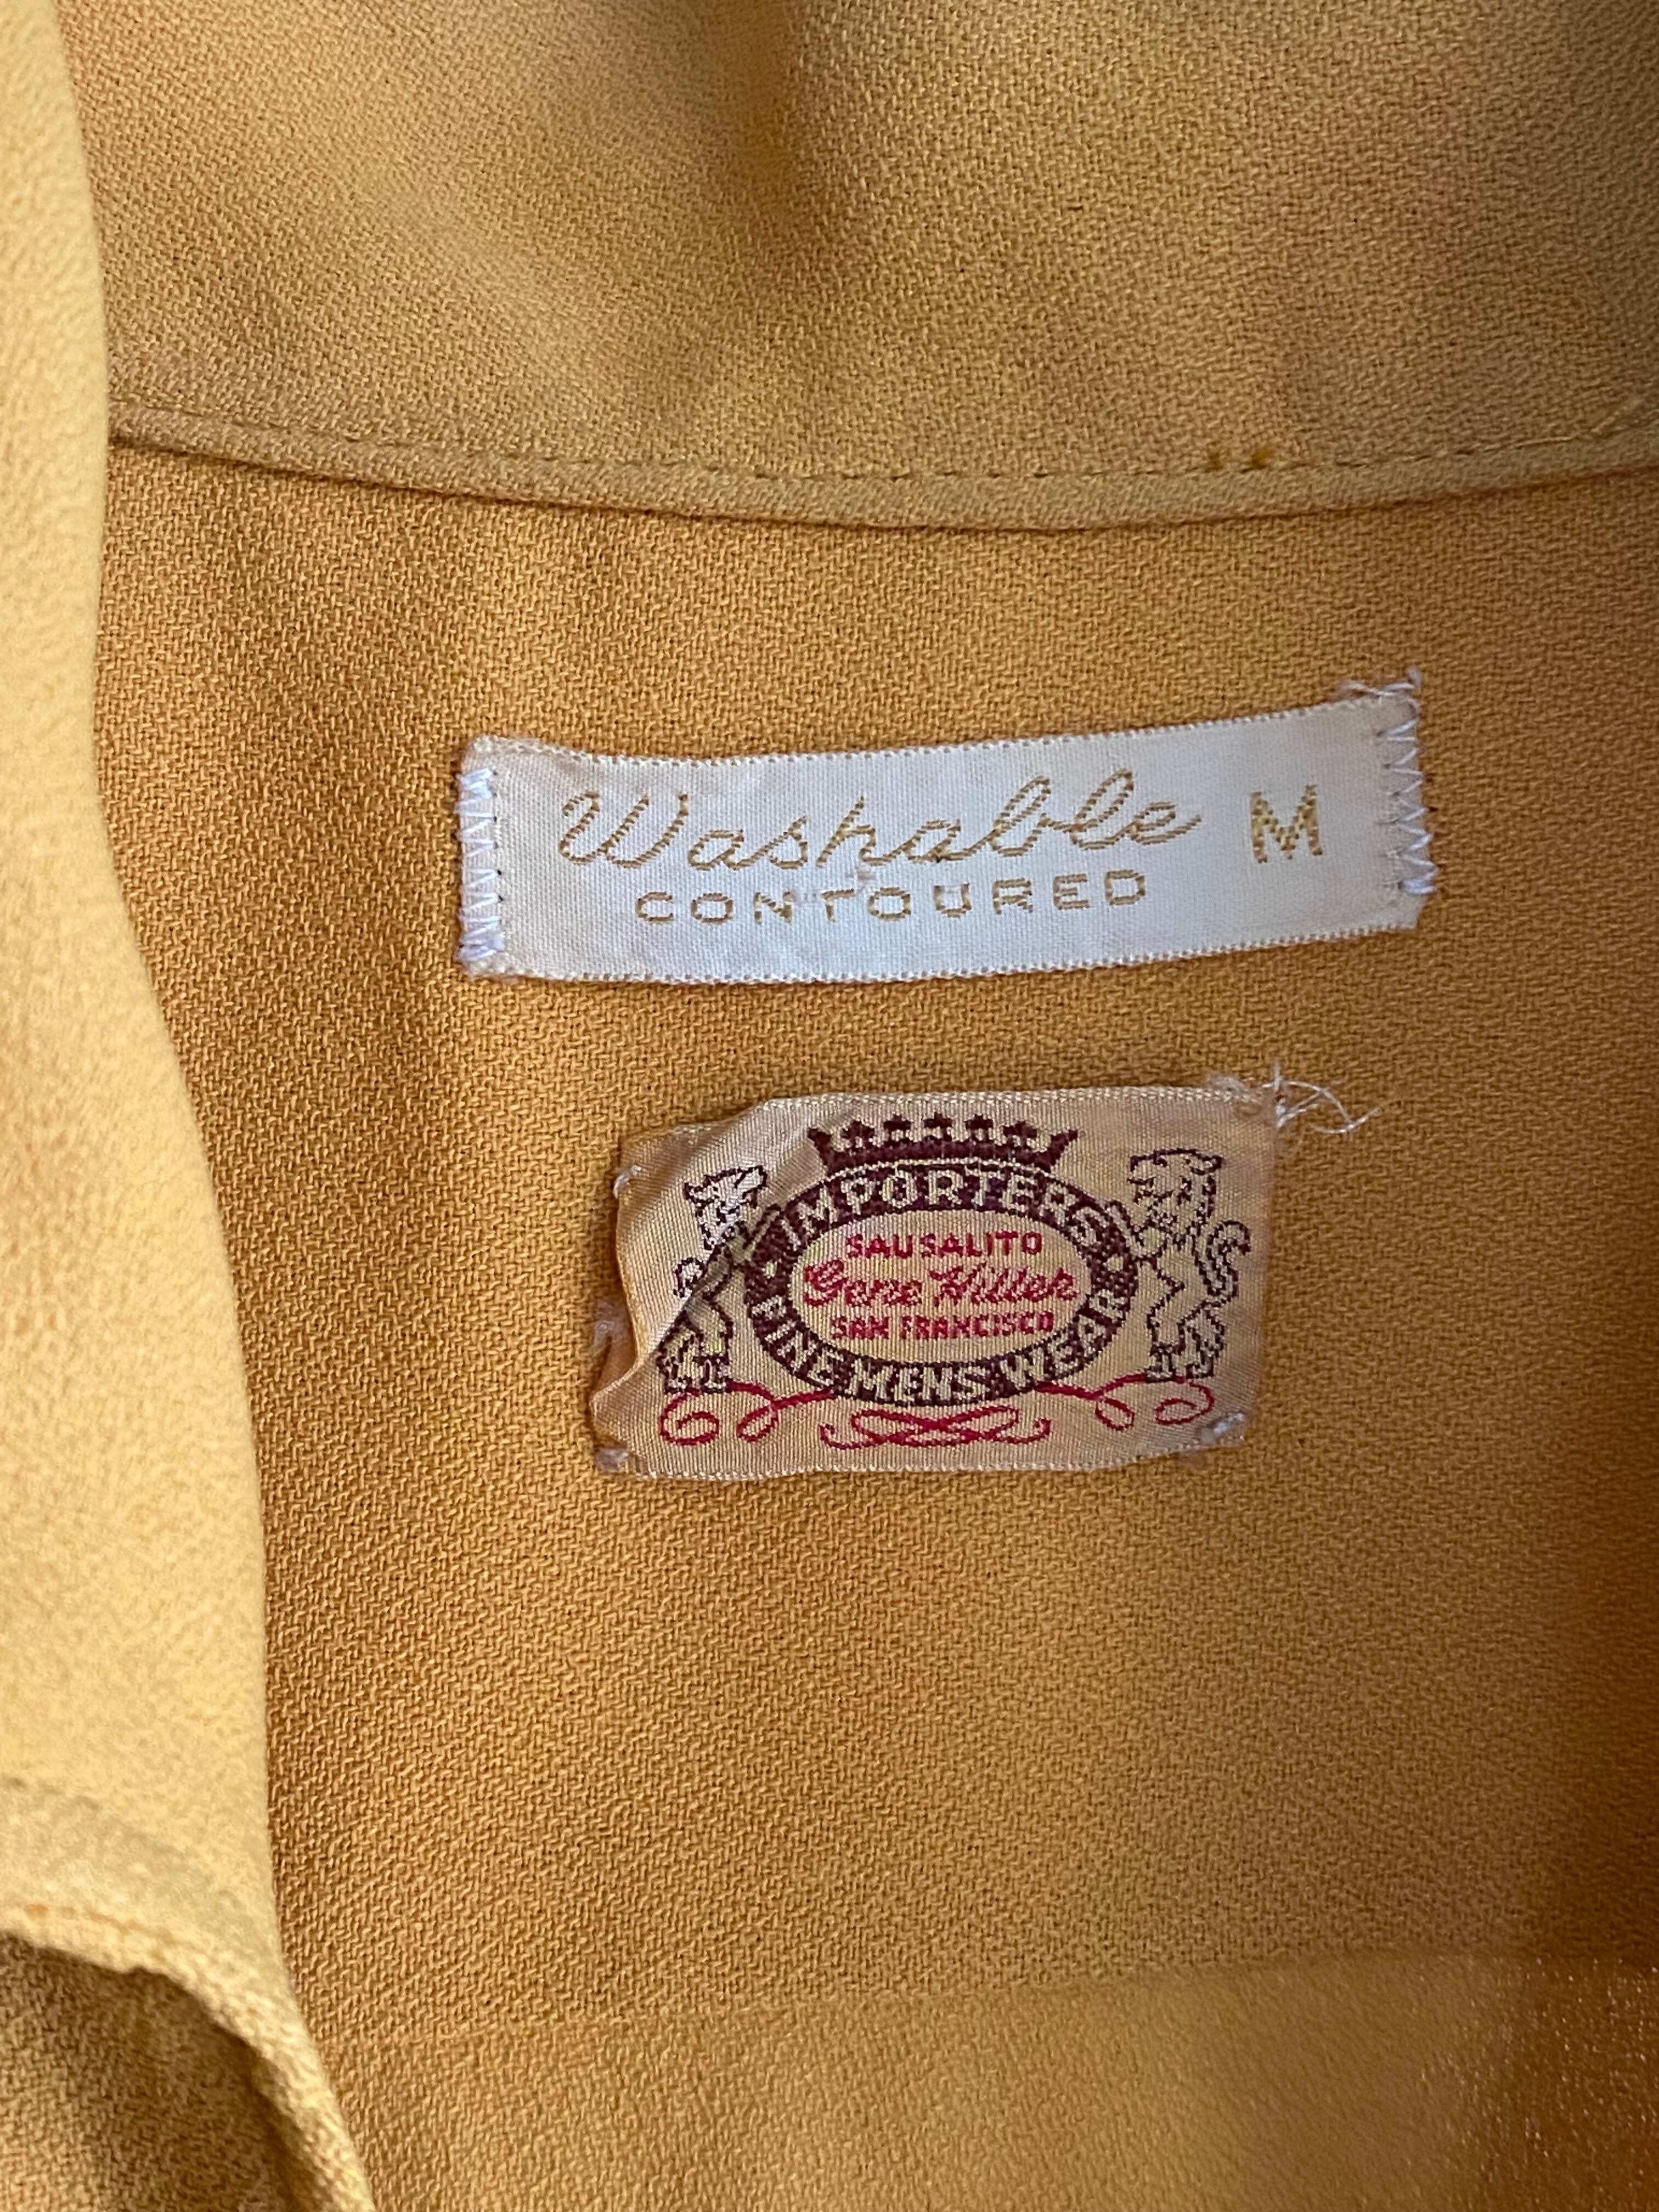 Washable M
CONTOURED
IMPORTERS
SAUSALITO
Gene Hiller
SAN FRANCISCO
FINE MENS WEAR